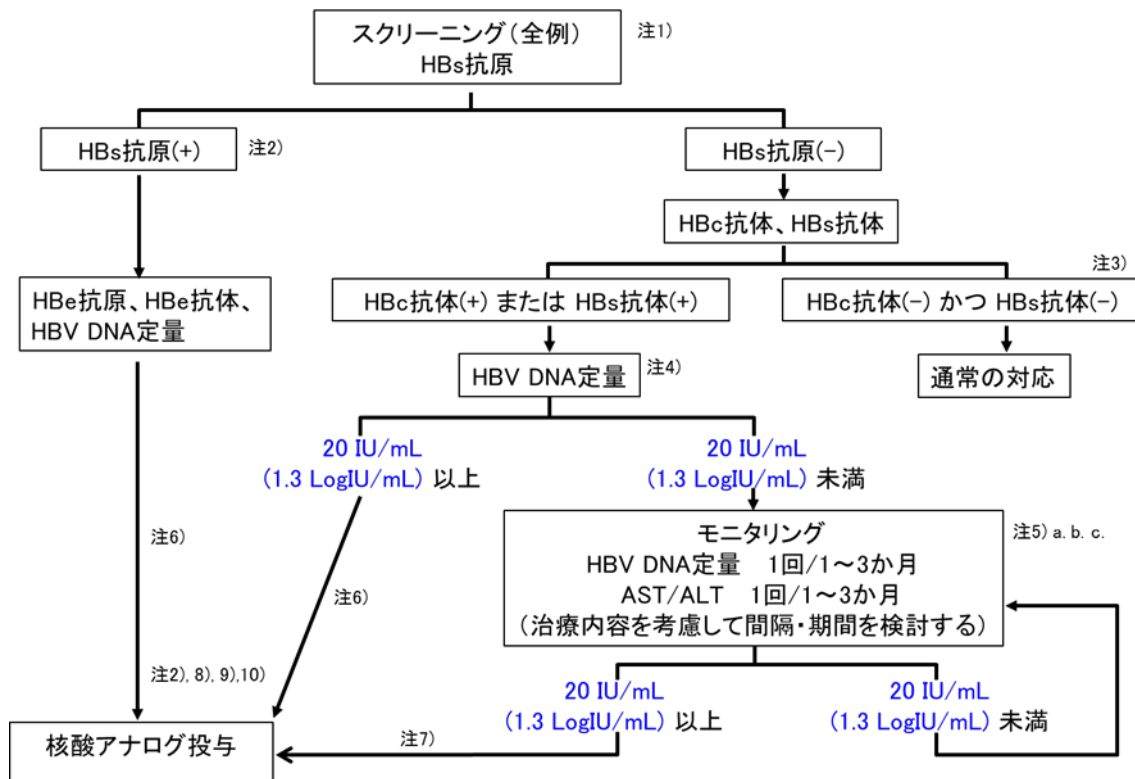 スクリーニング(全例)
HBs抗原
注1)
HBs抗原(+)
注2)
HBs抗原(−)
HBc抗体、HBs抗体
注3)
HBe抗原、HBe抗体、
HBV DNA定量
HBc抗体(+) または HBs抗体(+)
HBc抗体(−) かつ HBs抗体(−)
HBV DNA定量
注4)
通常の対応
20 IU/mL
(1.3 LogIU/mL) 以上
20 IU/mL
(1.3 LogIU/mL) 未満
注6)
注6)
モニタリング
HBV DNA定量 1回/1~3か月
AST/ALT 1回/1~3か月
(治療内容を考慮して間隔・期間を検討する)
注5) a. b. c.
注2), 8), 9),10)
20 IU/mL
(1.3 LogIU/mL) 以上
20 IU/mL
(1.3 LogIU/mL) 未満
注7)
核酸アナログ投与